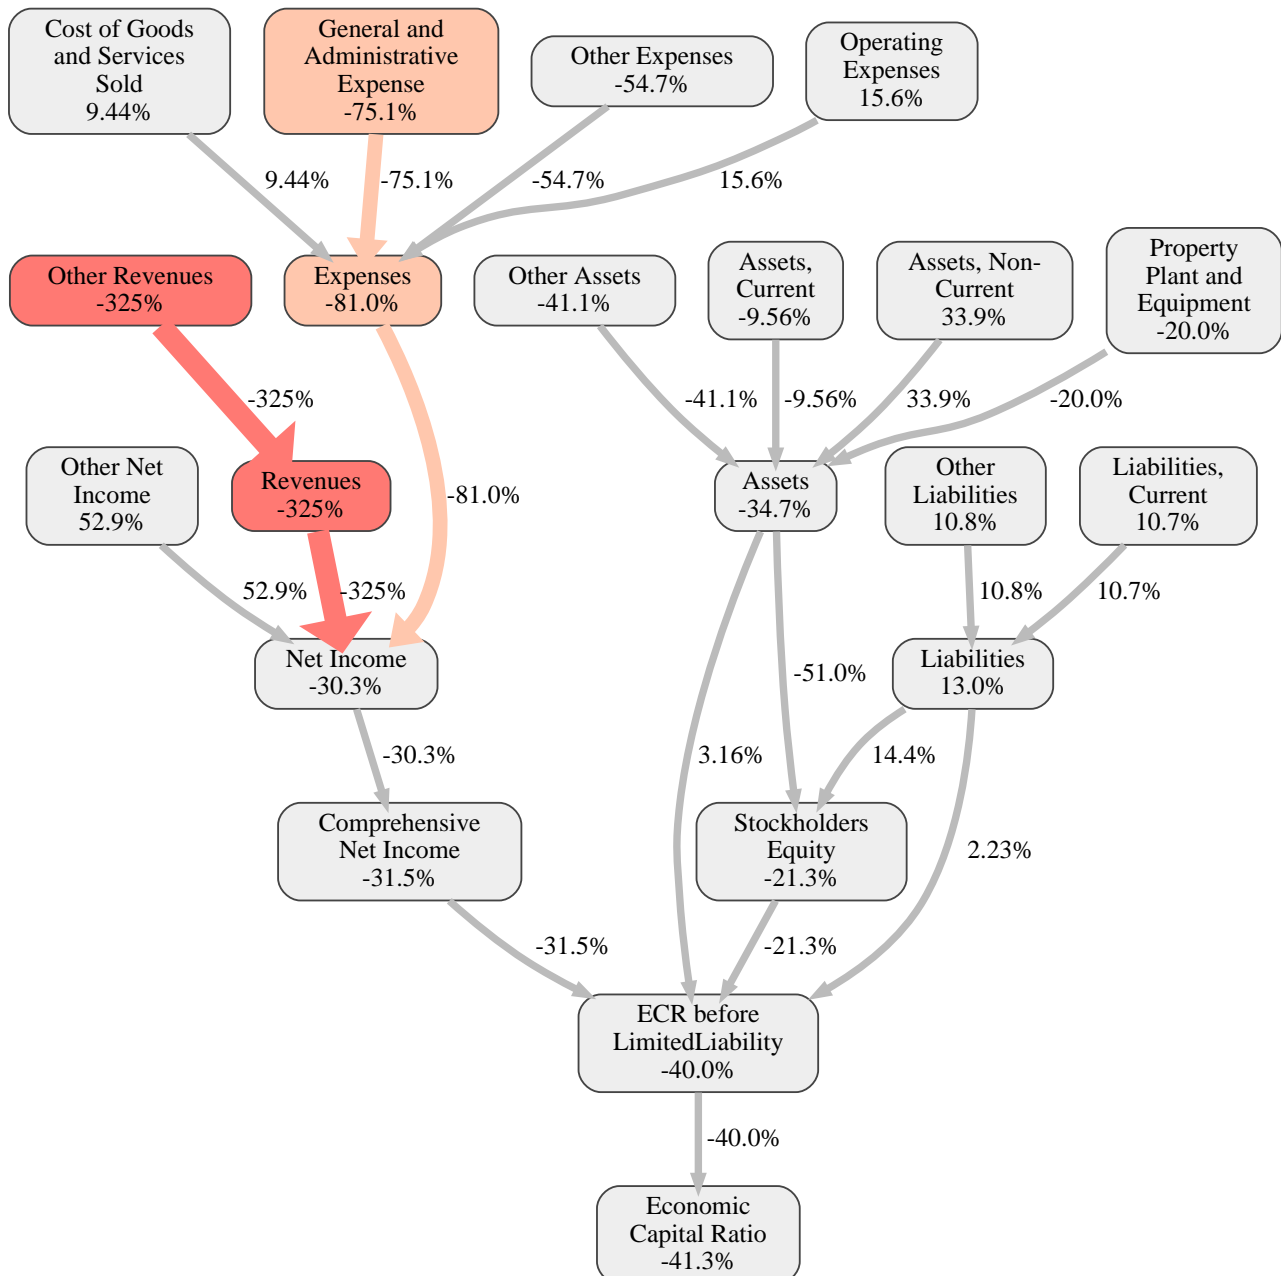 Cost of Goods
and Services
Sold
9.44%
General and
Administrative
Expense
-75.1%
Other Expenses
-54.7%
Operating
Expenses
15.6%
9.44%
-75.1%
-54.7%
15.6%
Other Revenues
-325%
Expenses
-81.0%
Other Assets
-41.1%
Assets,
Current
-9.56%
Assets, Non-
Current
33.9%
Property
Plant and
Equipment
-20.0%
-325%
-41.1%
-9.56%
33.9%
-20.0%
Other Net
Income
52.9%
Revenues
-325%
-81.0%
Assets
-34.7%
Other
Liabilities
10.8%
Liabilities,
Current
10.7%
52.9%
-325%
10.8%
10.7%
Net Income
-30.3%
-51.0%
Liabilities
13.0%
-30.3%
3.16%
14.4%
Comprehensive
Net Income
-31.5%
Stockholders
Equity
-21.3%
2.23%
-31.5%
-21.3%
ECR before
LimitedLiability
-40.0%
-40.0%
Economic
Capital Ratio
-41.3%